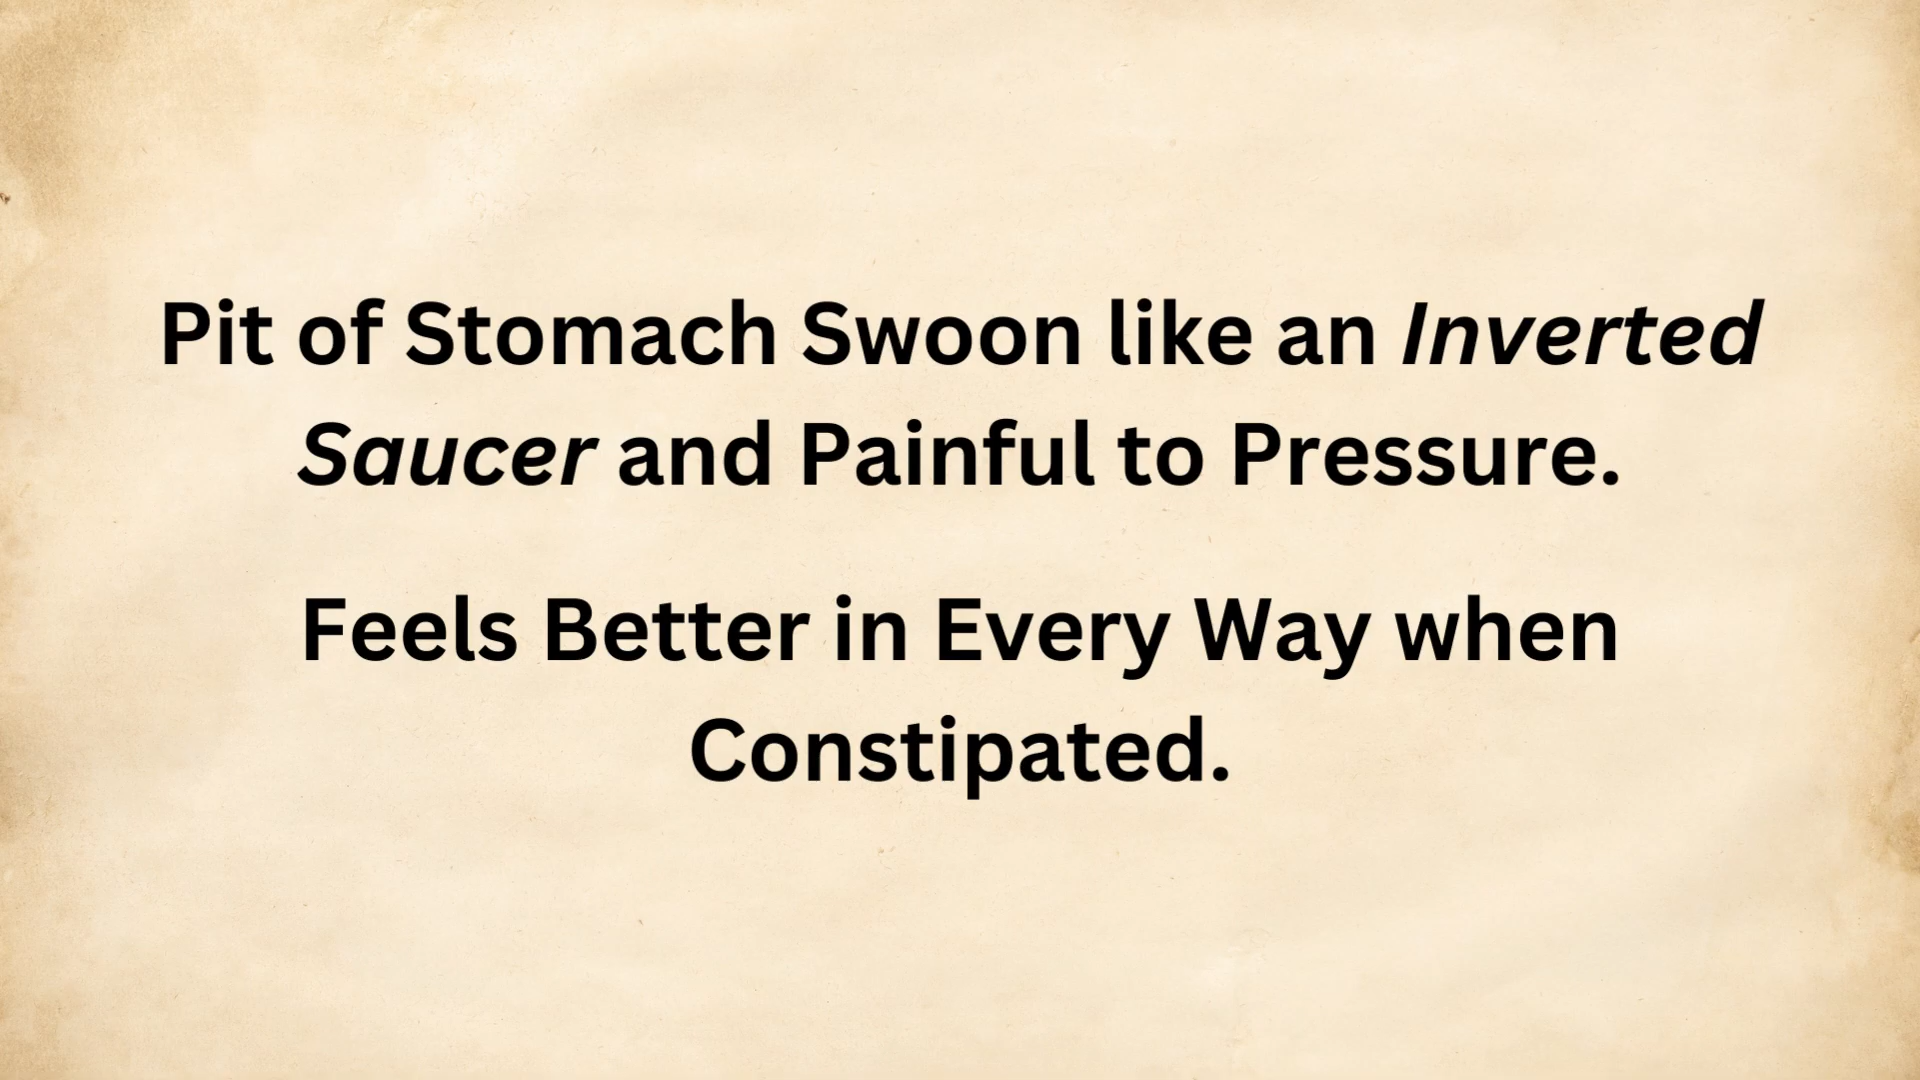 Pit of Stomach Swoon like an Inverted
Saucer and Painful to Pressure.
Feels Better in Every Way when
Constipated.